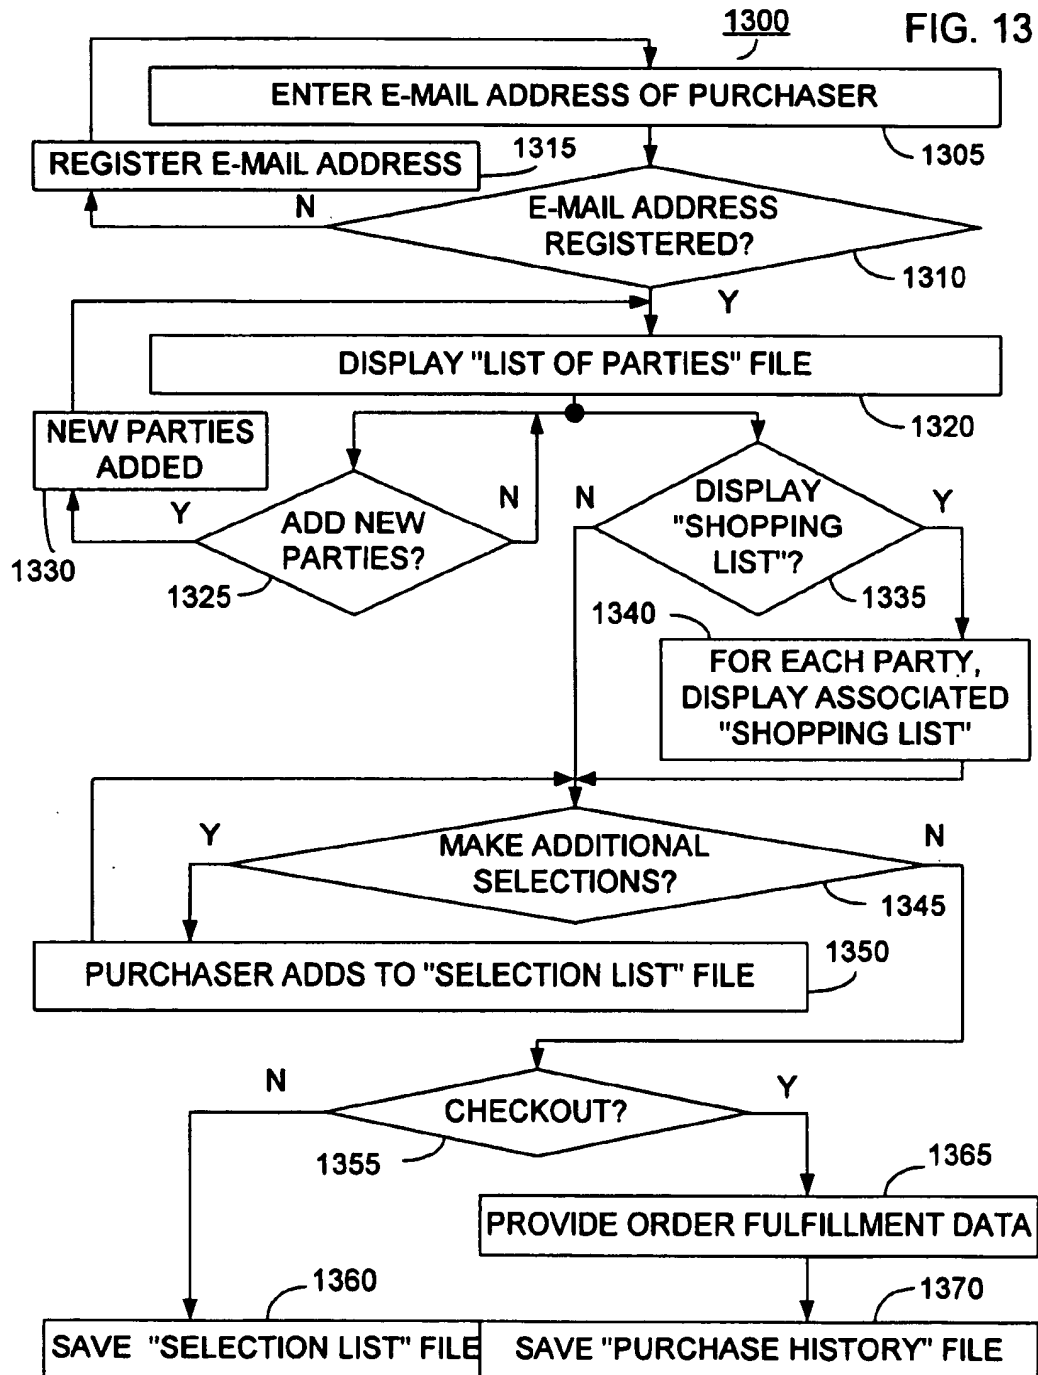 1300
FIG. 13
ENTER E-MAIL ADDRESS OF PURCHASER
1305
REGISTER E-MAIL ADDRESS
1315
N
E-MAIL ADDRESS
REGISTERED?
1310
Y
DISPLAY "LIST OF PARTIES" FILE
1320
NEW PARTIES
ADDED
1330
Y
ADD NEW
PARTIES?
N
1325
N
DISPLAY
"SHOPPING
LIST"?
Y
1335
1340
FOR EACH PARTY,
DISPLAY ASSOCIATED
"SHOPPING LIST"
Y
MAKE ADDITIONAL
SELECTIONS?
N
1345
PURCHASER ADDS TO "SELECTION LIST" FILE
1350
N
CHECKOUT?
Y
1355
1365
PROVIDE ORDER FULFILLMENT DATA
1360
SAVE "SELECTION LIST" FILE
1370
SAVE "PURCHASE HISTORY" FILE